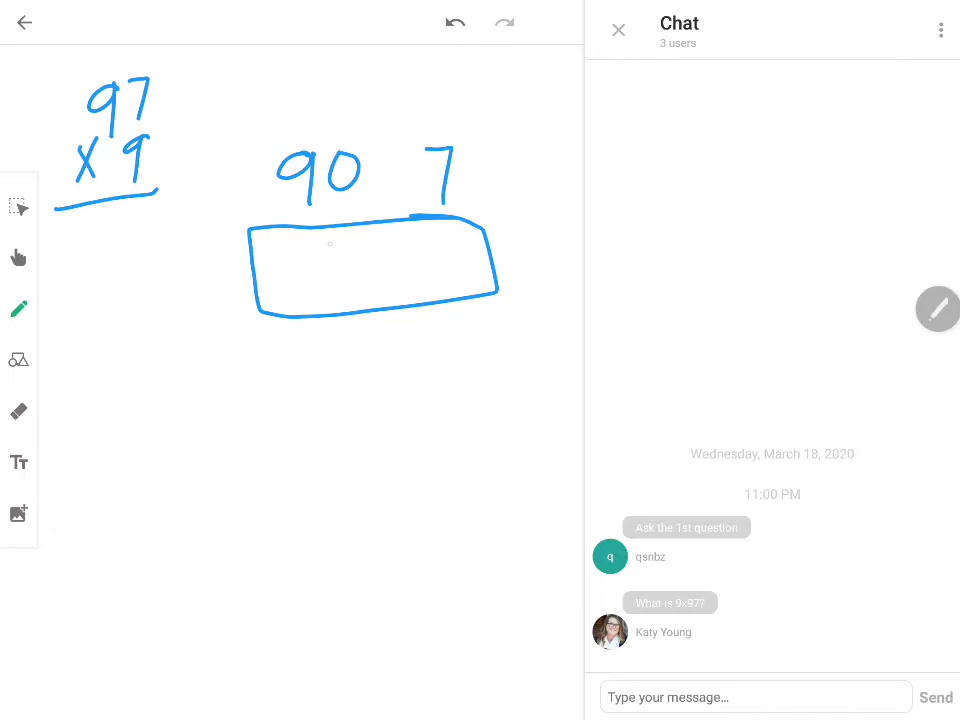 Chat
3 users
97
x 9
90 7
Wednesday, March 18, 2020
11:00 PM
Ask the 1st question
q
qsnbz
What is 9x97?
Katy Young
Tт
Type your message...
Send